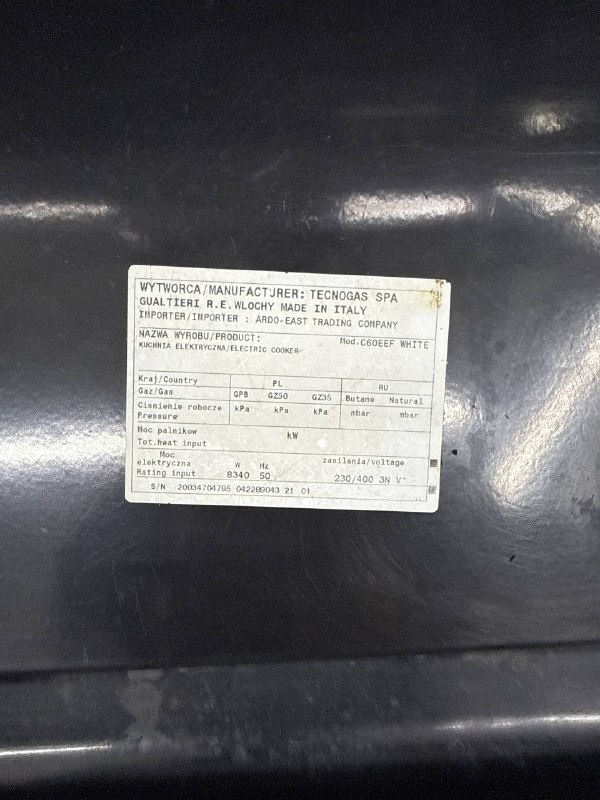 WYTWORCA/MANUFACTURER: TECNOGAS SPA
GUALTIERI R.E.WLOCHY MADE IN ITALY
IMPORTER/IMPORTER : ARDO-EAST TRADING COMPANY
NAZWA WYROBU/PRODUCT: Mod.C60EEF WHITE
KUCHNIA ELEKTRYCZNA/ELECTRIC COOKER
Kraj/Country PL RU
Gaz/Gas GPB GZ50 GZ35 Butane Natural
Cisnienie robocze kPa kPa kPa mbar mbar
Pressure
Moc palnikow kW
Tot.heat input
Moc
elektryczna W Hz zasilania/voltage
Rating input 8340 50 230/400 3N V~
S/N 20034704795 042289043 21 01